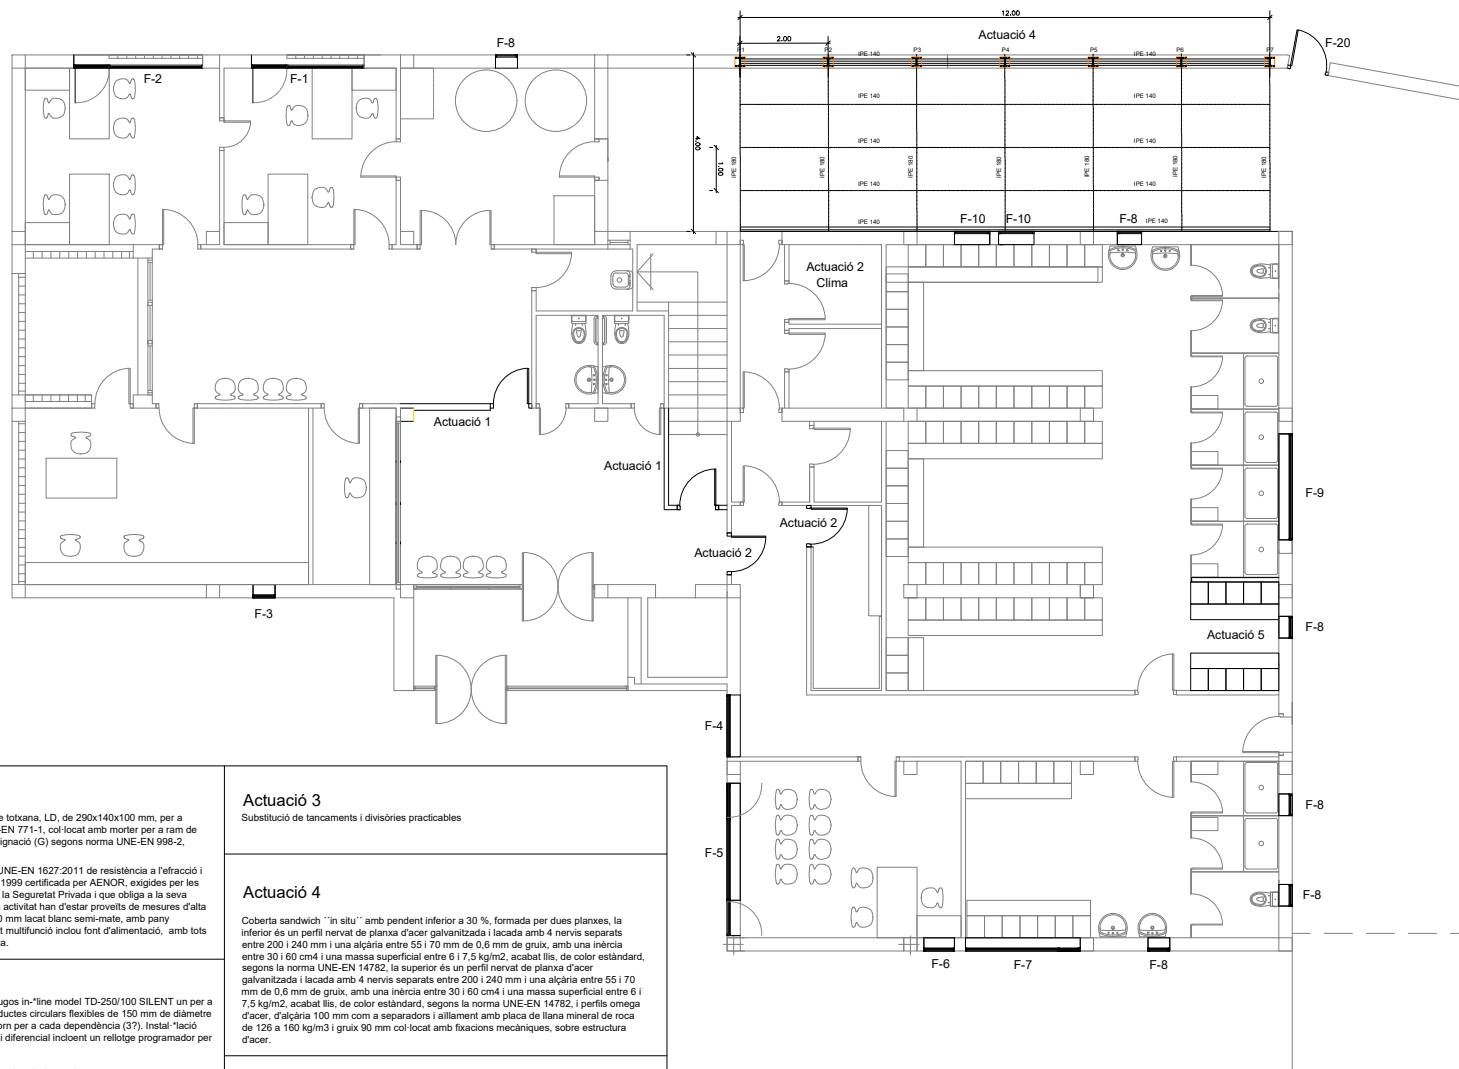 12.00
Actuació 4
2.00
P1
P2
P3
P4
P5
P6
P7
IPE 140
IPE 140
F-20
F-8
F-2
F-1
IPE 140
IPE 140
4.00
1.00
IPE 140
IPE 140
IPE 180
IPE 180
IPE 180
IPE 180
IPE 180
IPE 180
IPE 180
IPE 140
IPE 140
IPE 140
F-10
F-10
F-8
IPE 140
Actuació 2
Clima
Actuació 1
Actuació 1
F-9
Actuació 2
Actuació 2
F-3
F-8
Actuació 5
F-4
F-8
F-5
F-8
F-6
F-7
F-8
e totxana, LD, de 290x140x100 mm, per a
-EN 771-1, col·locat amb morter per a ram de
ignació (G) segons norma UNE-EN 998-2,
UNE-EN 1627:2011 de resistència a l'efracció i
1999 certificada per AENOR, exigides per les
la Seguretat Privada i que obliga a la seva
activitat han d'estar proveïts de mesures d'alta
0 mm lacat blanc semi-mate, amb pany
t multifunció inclou font d'alimentació, amb tots
a.
ugos in-*line model TD-250/100 SILENT un per a
ductes circulars flexibles de 150 mm de diàmetre
orn per a cada dependència (3?). Instal·*lació
i diferencial incloent un rellotge programador per
Actuació 3
Substitució de tancaments i divisòries practicables
Actuació 4
Coberta sandwich ´´in situ´´ amb pendent inferior a 30 %, formada per dues planxes, la
inferior és un perfil nervat de planxa d'acer galvanitzada i lacada amb 4 nervis separats
entre 200 i 240 mm i una alçària entre 55 i 70 mm de 0,6 mm de gruix, amb una inèrcia
entre 30 i 60 cm4 i una massa superficial entre 6 i 7,5 kg/m2, acabat llis, de color estàndard,
segons la norma UNE-EN 14782, la superior és un perfil nervat de planxa d'acer
galvanitzada i lacada amb 4 nervis separats entre 200 i 240 mm i una alçària entre 55 i 70
mm de 0,6 mm de gruix, amb una inèrcia entre 30 i 60 cm4 i una massa superficial entre 6 i
7,5 kg/m2, acabat llis, de color estàndard, segons la norma UNE-EN 14782, i perfils omega
d'acer, d'alçària 100 mm com a separadors i aïllament amb placa de llana mineral de roca
de 126 a 160 kg/m3 i gruix 90 mm col·locat amb fixacions mecàniques, sobre estructura
d'acer.